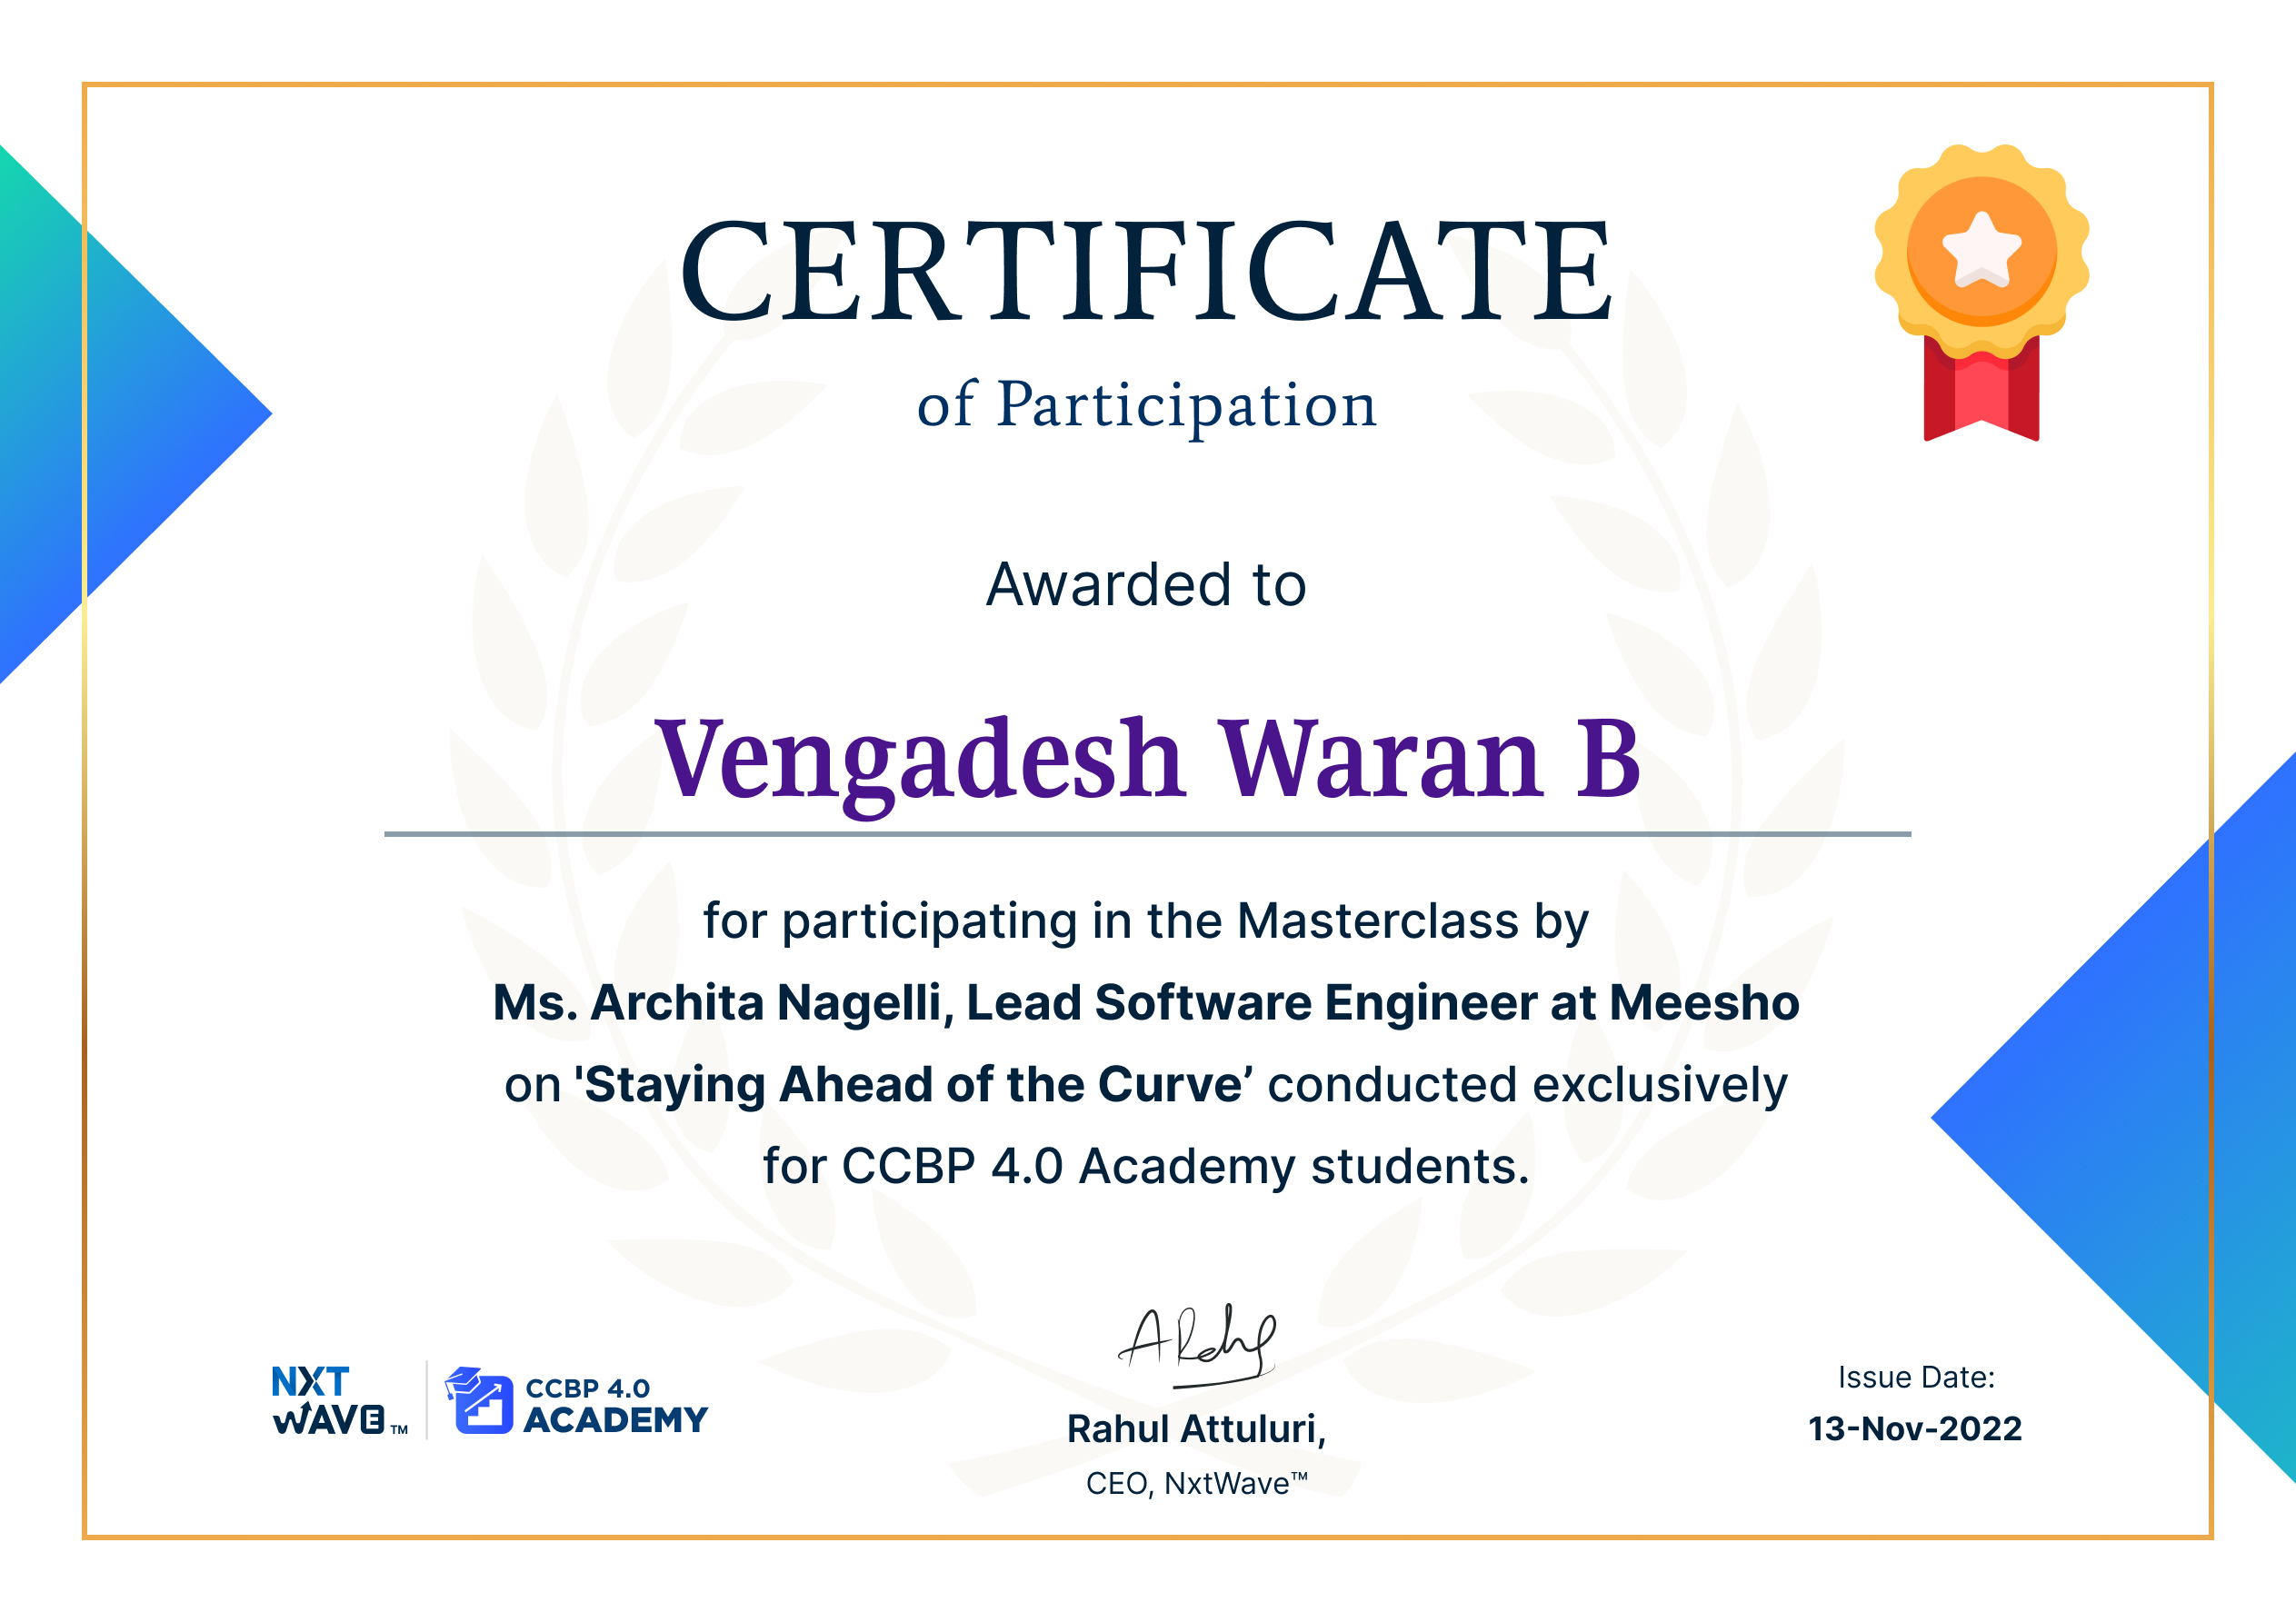 CERTIFICATE
of Participation
Awarded to
Vengadesh Waran B
for participating in the Masterclass by
Ms. Archita Nagelli, Lead Software Engineer at Meesho
on 'Staying Ahead of the Curve’ conducted exclusively
for CCBP 4.0 Academy students.
NXT
WAVE™
CCBP 4.0
ACADEMY
ARahul
Rahul Attuluri,
CEO, NxtWave™
Issue Date:
13-Nov-2022